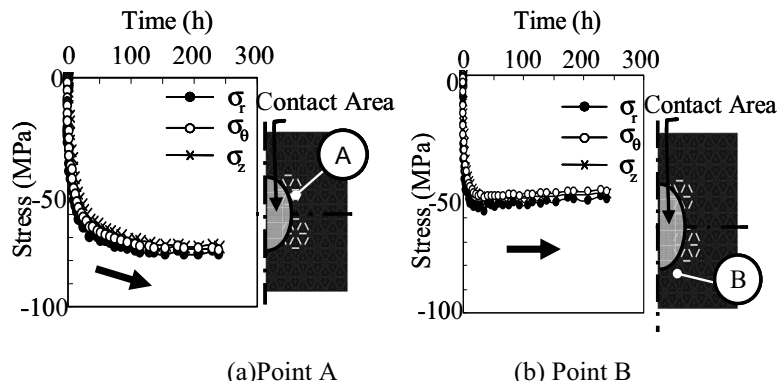 Time (h)
0 100 200 300
0
-50
-100
Stress (MPa)
σr
σθ
σz
Contact Area
A
(a)Point A
Time (h)
0 100 200 300
0
-50
-100
Stress, (MPa)
σr
σθ
σz
Contact Area
B
(b) Point B